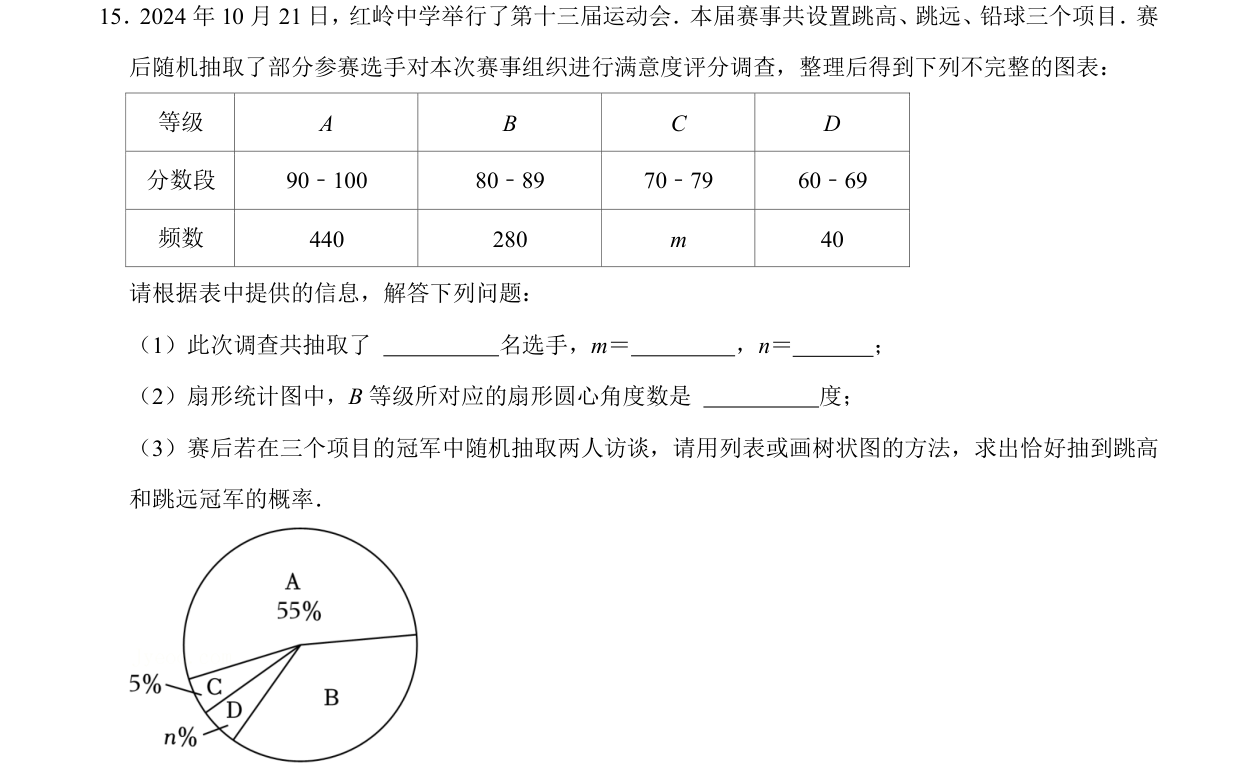 15．2024 年 10 月 21 日，红岭中学举行了第十三届运动会．本届赛事共设置跳高、跳远、铅球三个项目．赛
后随机抽取了部分参赛选手对本次赛事组织进行满意度评分调查，整理后得到下列不完整的图表：
等级 A B C D
分数段 90﹣100 80﹣89 70﹣79 60﹣69
频数 440 280 m 40
请根据表中提供的信息，解答下列问题：
（1）此次调查共抽取了 ________名选手，m＝________，n＝______；
（2）扇形统计图中，B 等级所对应的扇形圆心角度数是 ________度；
（3）赛后若在三个项目的冠军中随机抽取两人访谈，请用列表或画树状图的方法，求出恰好抽到跳高
和跳远冠军的概率．
A
55%
5%
C
B
D
n%